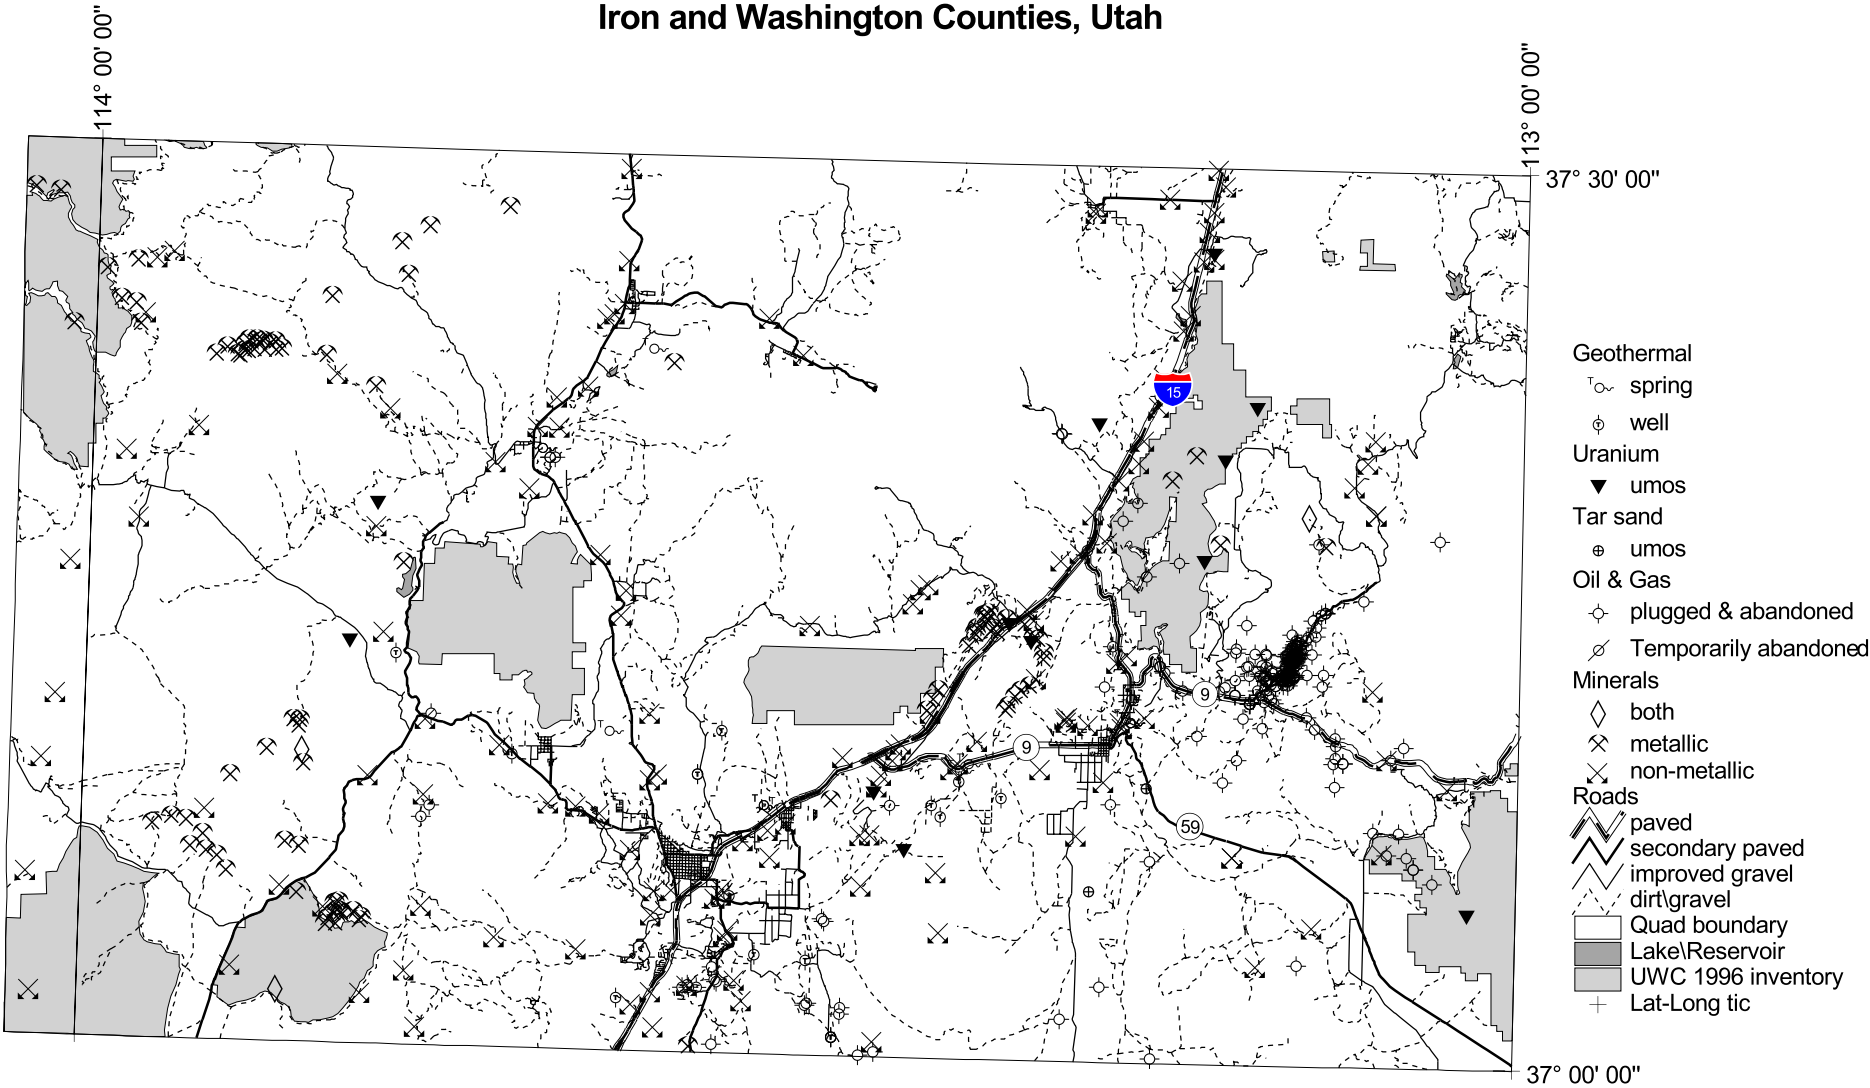 Iron and Washington Counties, Utah
114° 00' 00"
113° 00' 00"
37° 30' 00"
15
9
9
59
Geothermal
T spring
T well
Uranium
umos
Tar sand
umos
Oil & Gas
plugged & abandoned
Temporarily abandoned
Minerals
both
metallic
non-metallic
Roads
paved
secondary paved
improved gravel
dirt\gravel
Quad boundary
Lake\Reservoir
UWC 1996 inventory
Lat-Long tic
37° 00' 00"